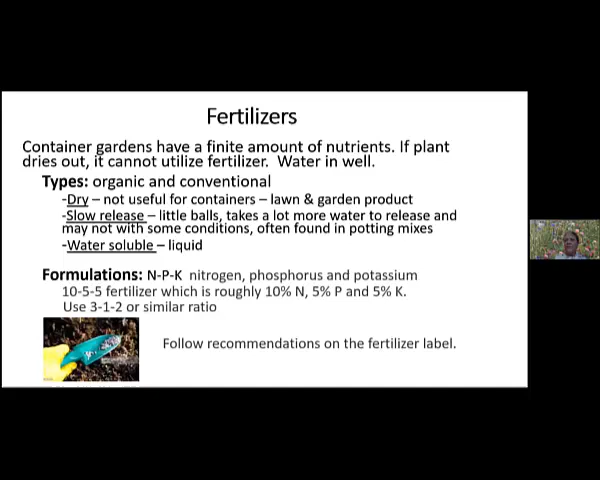 Fertilizers
Container gardens have a finite amount of nutrients. If plant
dries out, it cannot utilize fertilizer. Water in well.
Types: organic and conventional
-Dry – not useful for containers – lawn & garden product
-Slow release – little balls, takes a lot more water to release and
may not with some conditions, often found in potting mixes
-Water soluble – liquid
Formulations: N-P-K nitrogen, phosphorus and potassium
10-5-5 fertilizer which is roughly 10% N, 5% P and 5% K.
Use 3-1-2 or similar ratio
Follow recommendations on the fertilizer label.